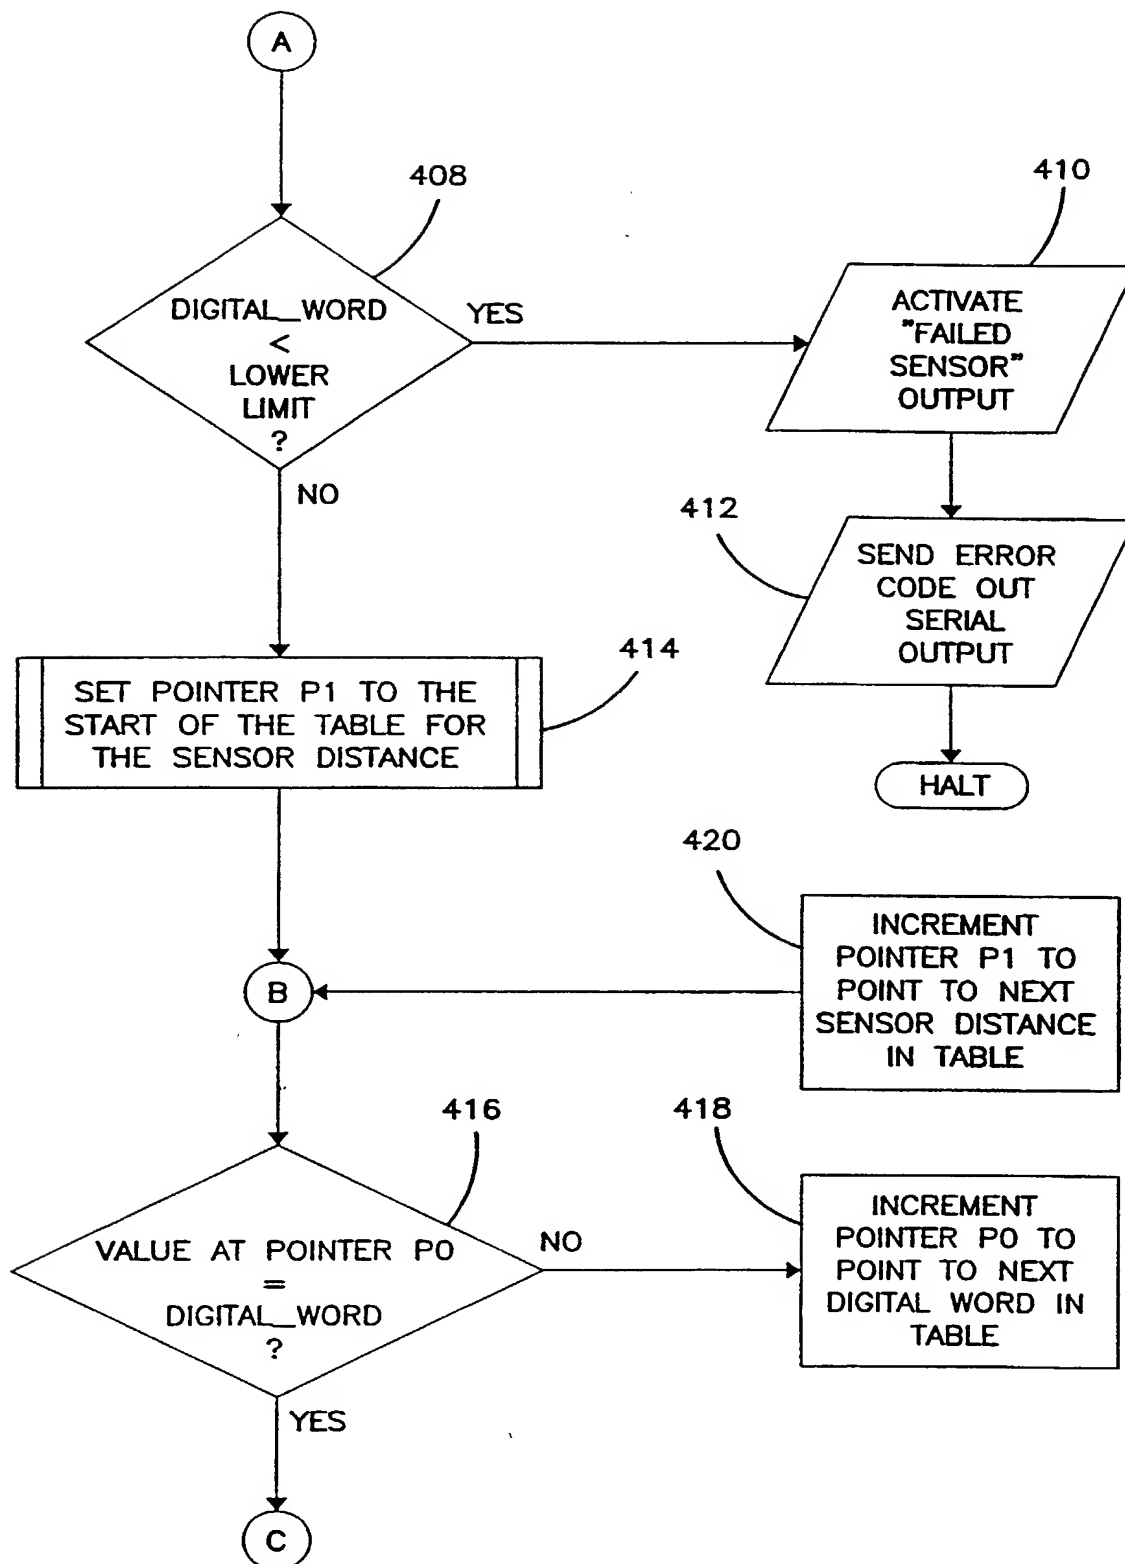 A
408
DIGITAL_WORD
<
LOWER
LIMIT
?
YES
NO
410
ACTIVATE
"FAILED
SENSOR"
OUTPUT
412
SEND ERROR
CODE OUT
SERIAL
OUTPUT
HALT
414
SET POINTER P1 TO THE
START OF THE TABLE FOR
THE SENSOR DISTANCE
420
INCREMENT
POINTER P1 TO
POINT TO NEXT
SENSOR DISTANCE
IN TABLE
B
416
VALUE AT POINTER P0
=
DIGITAL_WORD
?
NO
YES
418
INCREMENT
POINTER P0 TO
POINT TO NEXT
DIGITAL WORD IN
TABLE
C